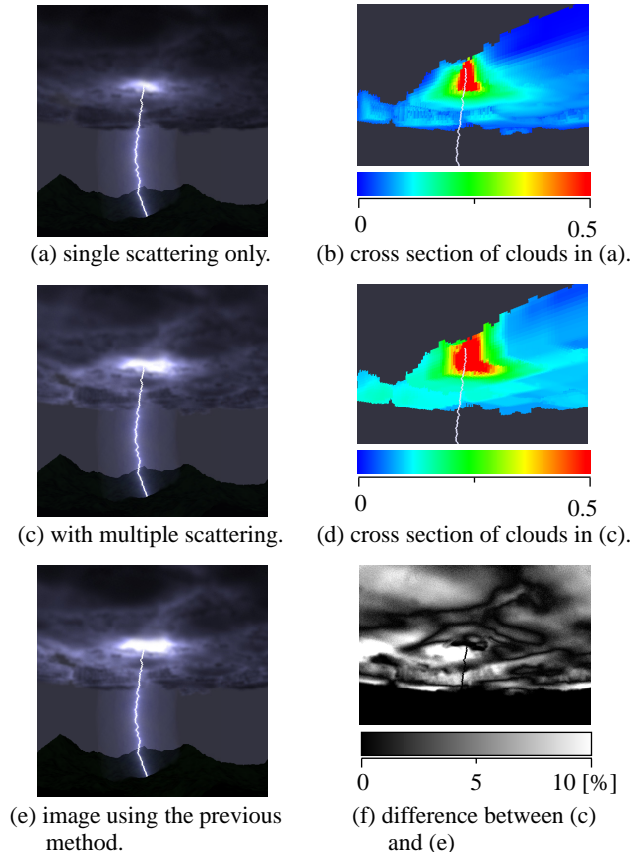 (a) single scattering only.
0
0.5
(b) cross section of clouds in (a).
(c) with multiple scattering.
0
0.5
(d) cross section of clouds in (c).
(e) image using the previous
method.
0
5
10 [%]
(f) difference between (c)
and (e)